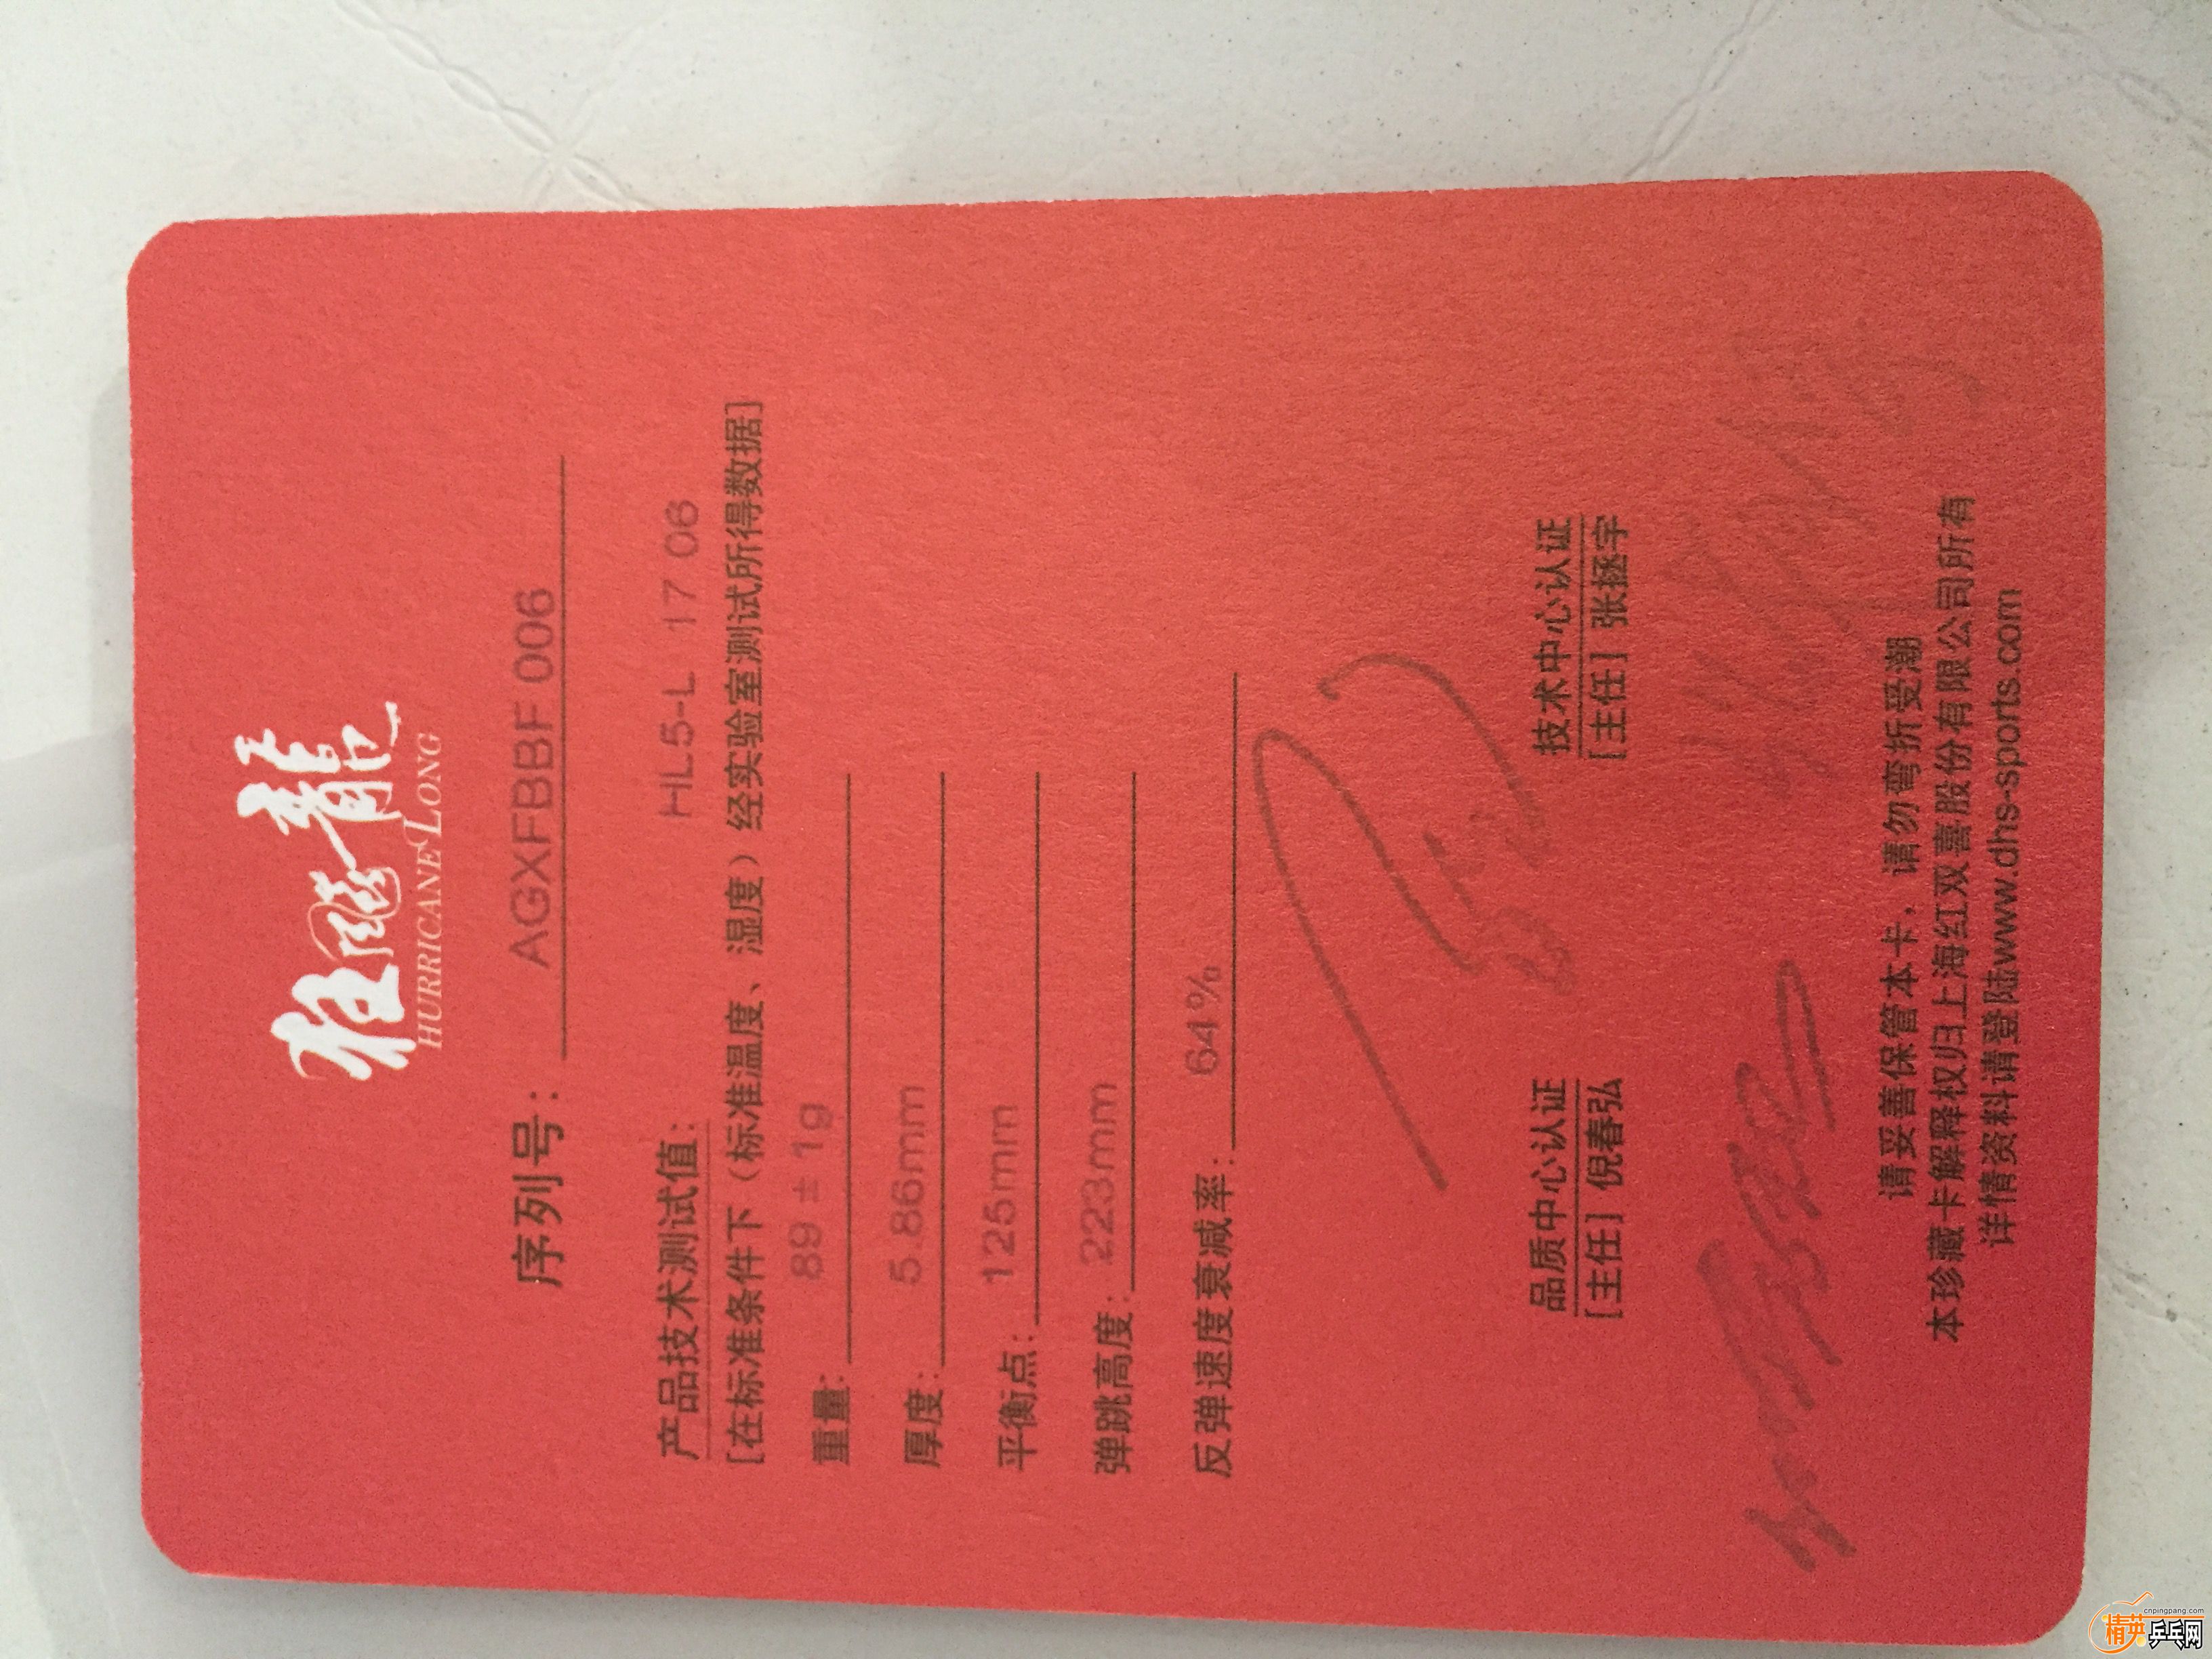 狂飚龍
HURRICANE LONG
序列号: AGXFBBBF 006
产品技术测试值: HL5-L 17 06
[在标准条件下（标准温度、湿度）经实验室测试所得数据]
重量: 89 ± 1g
厚度: 5.86mm
平衡点: 125mm
弹跳高度: 223mm
反弹速度衰减率: 64%
品质中心认证 技术中心认证
[主任] 倪春弘 [主任] 张拯宇
请妥善保管本卡，请勿弯折受潮
本珍藏卡解释权归上海红双喜股份有限公司所有
详情资料请登陆www.dhs-sports.com
cnpingpang.com
精英乒乓网